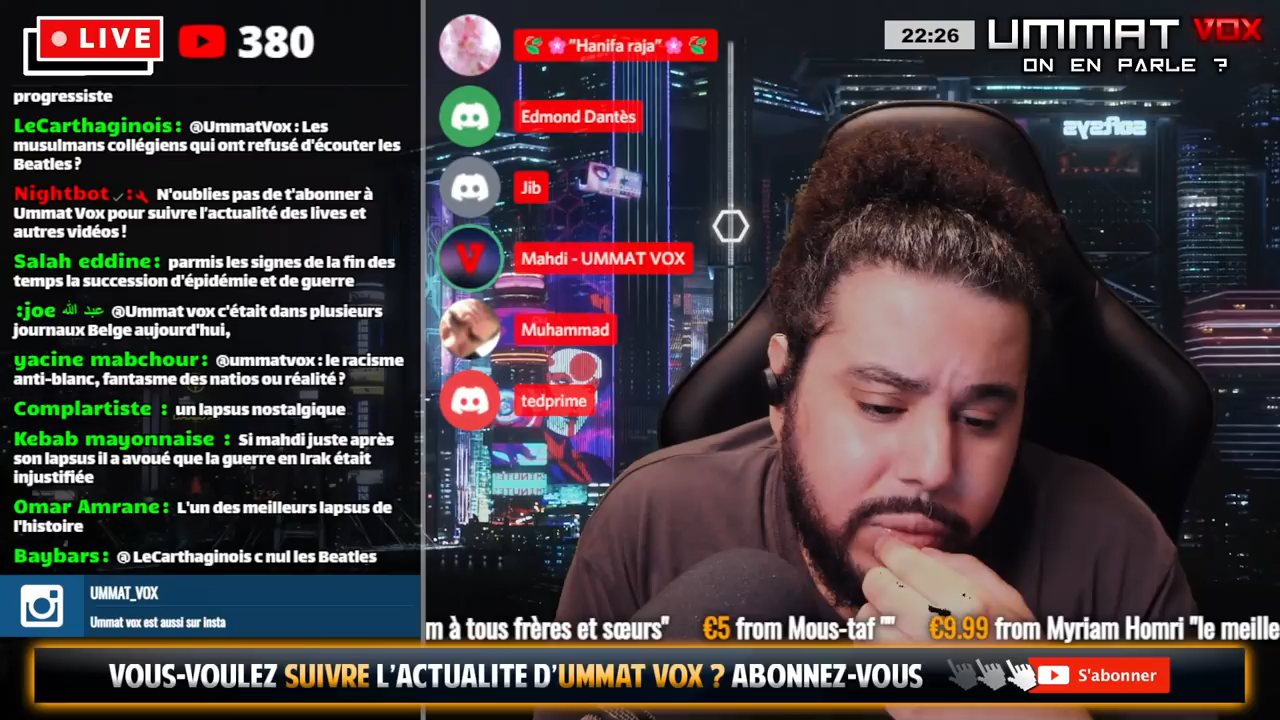 LIVE
380
22:26
UMMAT VOX
ON EN PARLE ?
progressiste
LeCarthaginois : @UmmatVox : Les
musulmans collégiens qui ont refusé d'écouter les
Beatles ?
Nightbot : N'oublies pas de t'abonner à
Ummat Vox pour suivre l'actualité des lives et
autres vidéos !
Salah eddine : parmis les signes de la fin des
temps la succession d'épidémie et de guerre
:joe عبد الله @Ummat vox c'était dans plusieurs
journaux Belge aujourd'hui,
yacine mabchour : @ummatvox : le racisme
anti-blanc, fantasme des natios ou réalité ?
Complartiste : un lapsus nostalgique
Kebab mayonnaise : Si mahdi juste après
son lapsus il a avoué que la guerre en Irak était
injustifiée
Omar Amrane : L'un des meilleurs lapsus de
l'histoire
Baybars : @ LeCarthaginois c nul les Beatles
"Hanifa raja"
Edmond Dantès
Jib
V
Mahdi - UMMAT VOX
Muhammad
tedprime
softsys
UMMAT_VOX
Ummat vox est aussi sur insta
m à tous frères et sœurs" €5 from Mous-taf "" €9.99 from Myriam Homri "le meille
VOUS-VOULEZ SUIVRE L'ACTUALITE D'UMMAT VOX ? ABONNEZ-VOUS
S'abonner